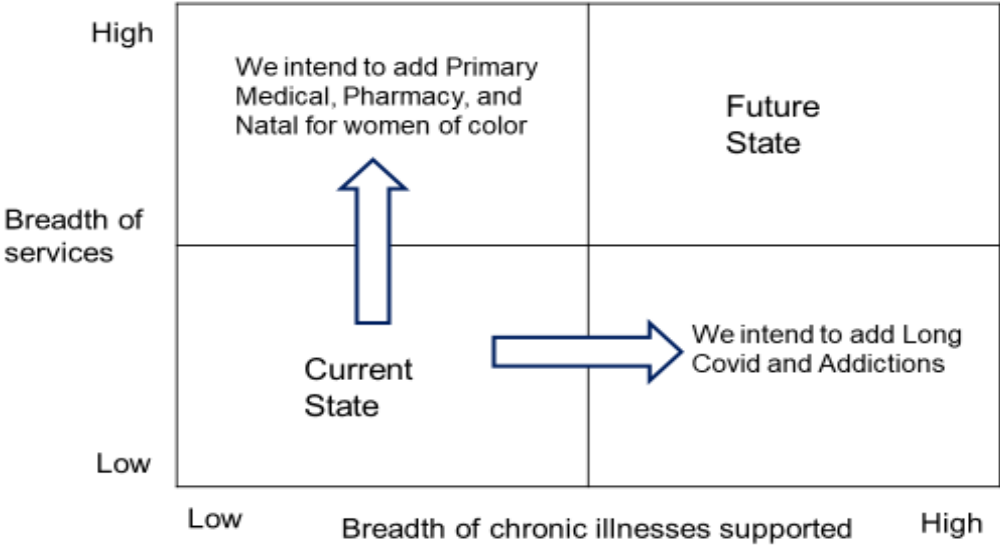 High
We intend to add Primary
Medical, Pharmacy, and
Natal for women of color
Future
State
Breadth of
services
We intend to add Long
Covid and Addictions
Current
State
Low
Low
Breadth of chronic illnesses supported
High